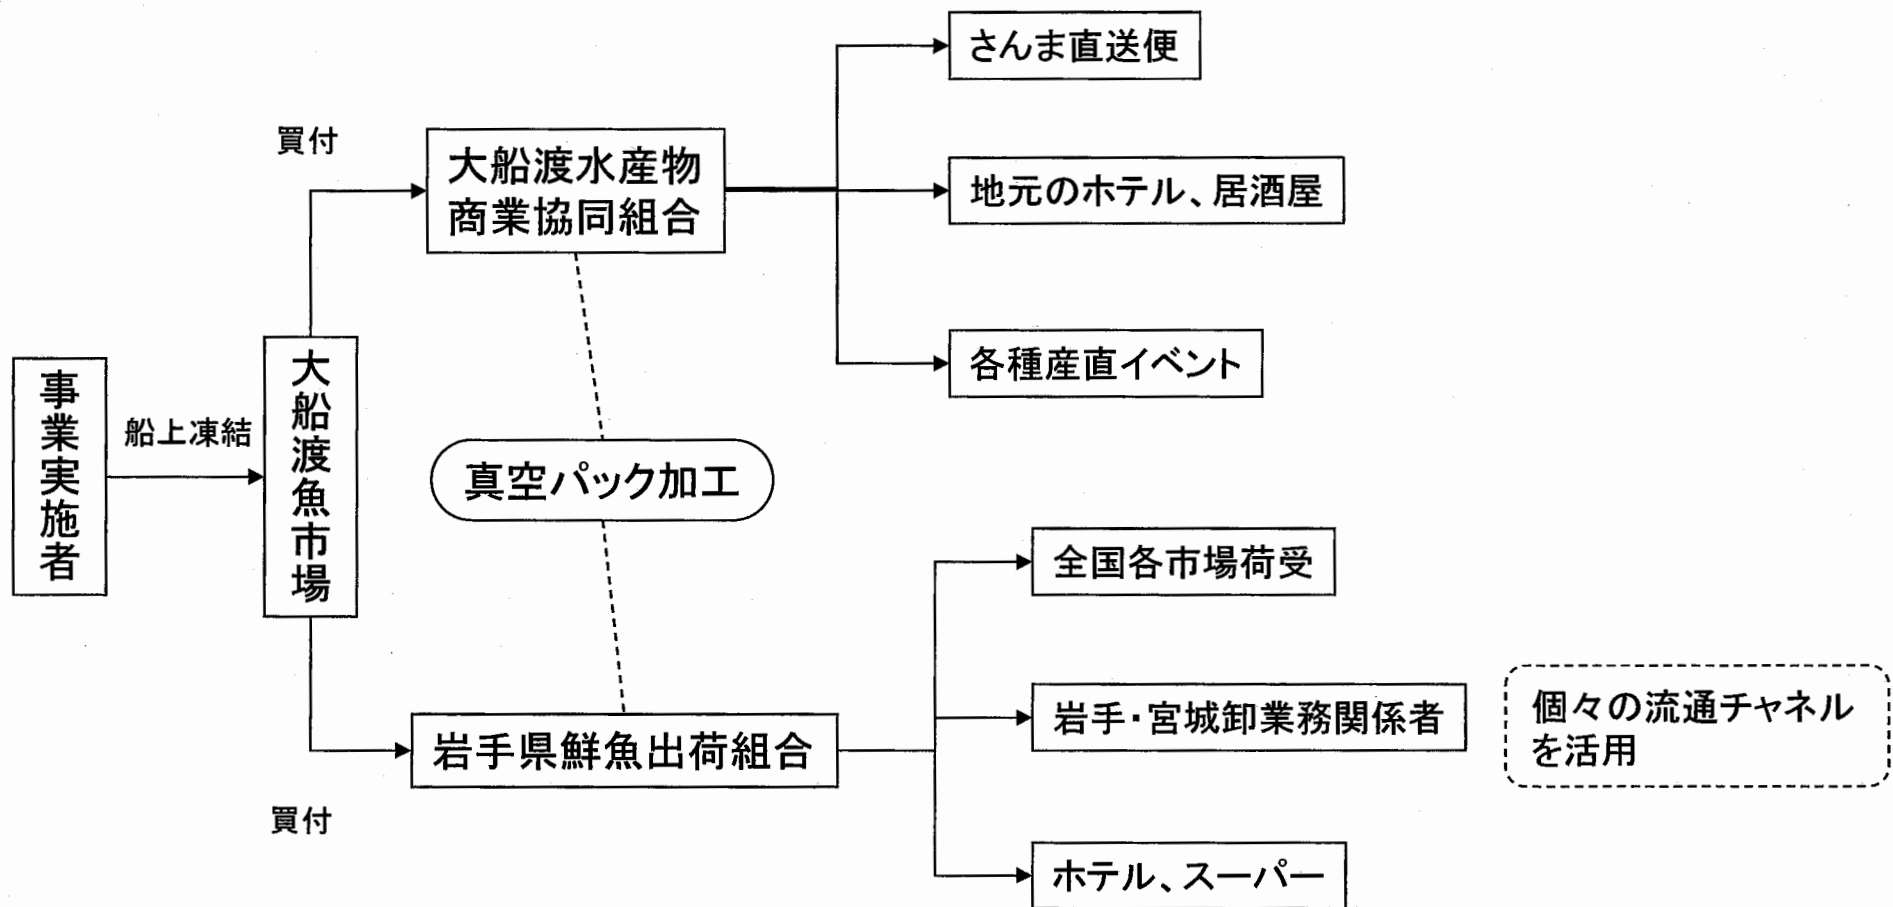 事業実施者
船上凍結
大船渡魚市場
買付
大船渡水産物
商業協同組合
さんま直送便
地元のホテル、居酒屋
各種産直イベント
真空パック加工
買付
岩手県鮮魚出荷組合
全国各市場荷受
岩手・宮城卸業務関係者
ホテル、スーパー
個々の流通チャネル
を活用